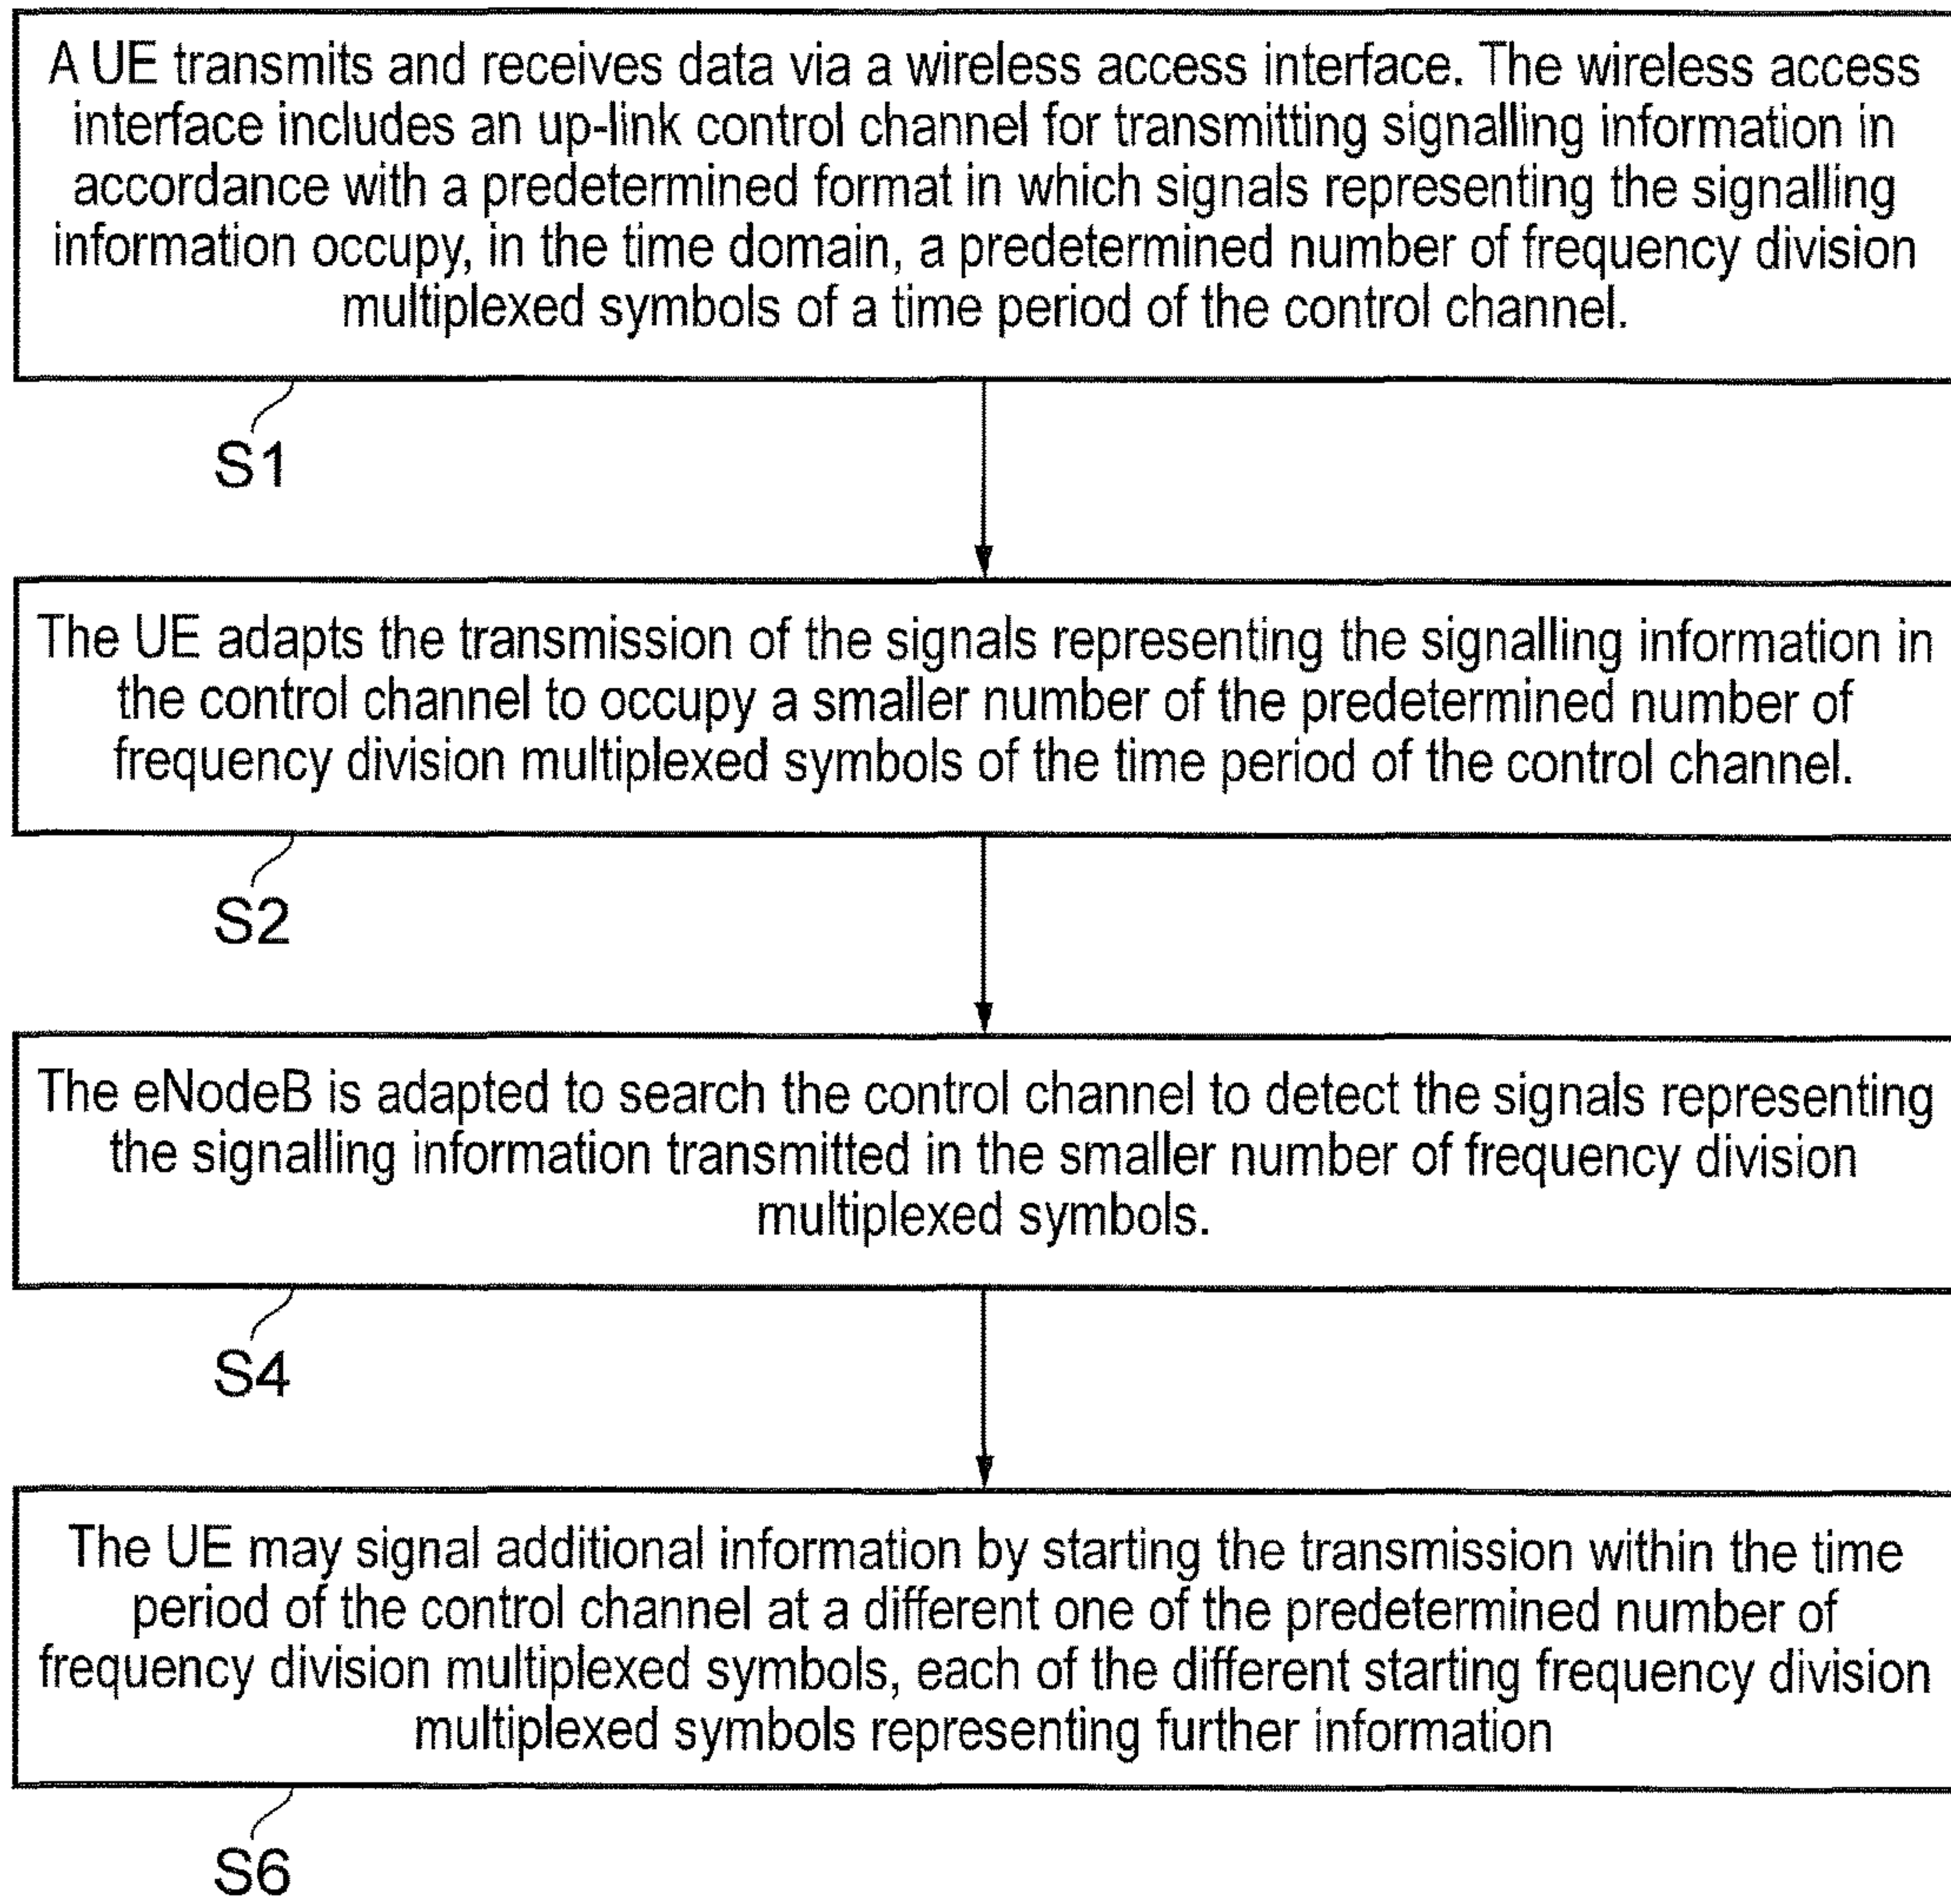 A UE transmits and receives data via a wireless access interface. The wireless access
interface includes an up-link control channel for transmitting signalling information in
accordance with a predetermined format in which signals representing the signalling
information occupy, in the time domain, a predetermined number of frequency division
multiplexed symbols of a time period of the control channel.
S1
The UE adapts the transmission of the signals representing the signalling information in
the control channel to occupy a smaller number of the predetermined number of
frequency division multiplexed symbols of the time period of the control channel.
S2
The eNodeB is adapted to search the control channel to detect the signals representing
the signalling information transmitted in the smaller number of frequency division
multiplexed symbols.
S4
The UE may signal additional information by starting the transmission within the time
period of the control channel at a different one of the predetermined number of
frequency division multiplexed symbols, each of the different starting frequency division
multiplexed symbols representing further information
S6